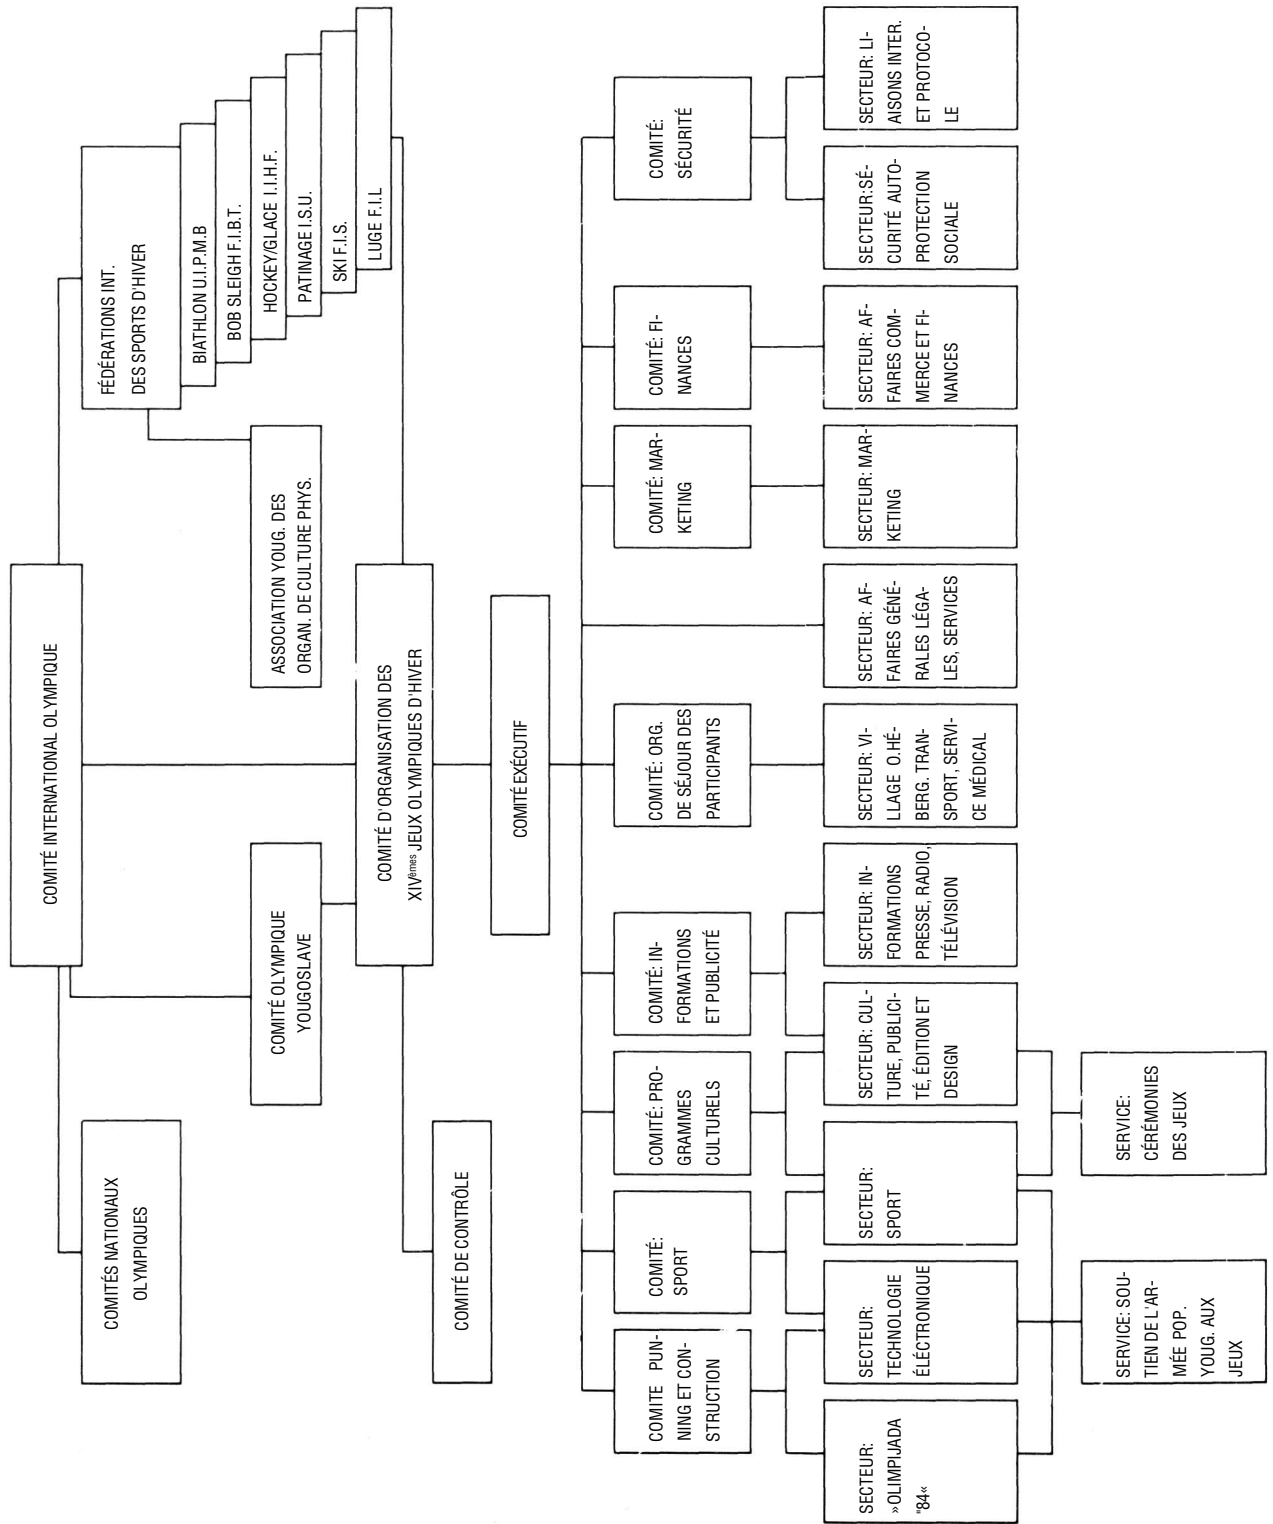 COMITÉ INTERNATIONAL OLYMPIQUE
COMITÉS NATIONAUX
OLYMPIQUES
FÉDÉRATIONS INT.
DES SPORTS D'HIVER
BIATHLON U.I.P.M.B
BOB SLEIGH F.I.B.T.
HOCKEY/GLACE I.I.H.F.
PATINAGE I.S.U.
SKI F.I.S.
LUGE F.I.L
COMITÉ OLYMPIQUE
YOUGOSLAVE
ASSOCIATION YOUG. DES
ORGAN. DE CULTURE PHYS.
COMITÉ D'ORGANISATION DES
XIVèmes JEUX OLYMPIQUES D'HIVER
COMITÉ DE CONTRÔLE
COMITÉ EXÉCUTIF
COMITE PUN-
NING ET CON-
STRUCTION
COMITÉ:
SPORT
COMITÉ: PRO-
GRAMMES
CULTURELS
COMITÉ: IN-
FORMATIONS
ET PUBLICITÉ
COMITÉ: ORG.
DE SÉJOUR DES
PARTICIPANTS
COMITÉ: MAR-
KETING
COMITÉ: FI-
NANCES
COMITÉ:
SÉCURITÉ
SECTEUR:
»OLIMPIJADA
"84«
SECTEUR:
TECHNOLOGIE
ÉLÉCTRONIQUE
SECTEUR:
SPORT
SECTEUR: CUL-
TURE, PUBLICI-
TÉ, ÉDITION ET
DESIGN
SECTEUR: IN-
FORMATIONS
PRESSE, RADIO,
TÉLÉVISION
SECTEUR: VI-
LLAGE O.HÉ-
BERG. TRAN-
SPORT, SERVI-
CE MÉDICAL
SECTEUR: AF-
FAIRES GÉNÉ-
RALES LÉGA-
LES, SERVICES
SECTEUR: MAR-
KETING
SECTEUR: AF-
FAIRES COM-
MERCE ET FI-
NANCES
SECTEUR:SÉ-
CURITÉ AUTO-
PROTECTION
SOCIALE
SECTEUR: LI-
AISONS INTER.
ET PROTOCO-
LE
SERVICE: SOU-
TIEN DE L'AR-
MÉE POP.
YOUG. AUX
JEUX
SERVICE:
CÉRÉMONIES
DES JEUX